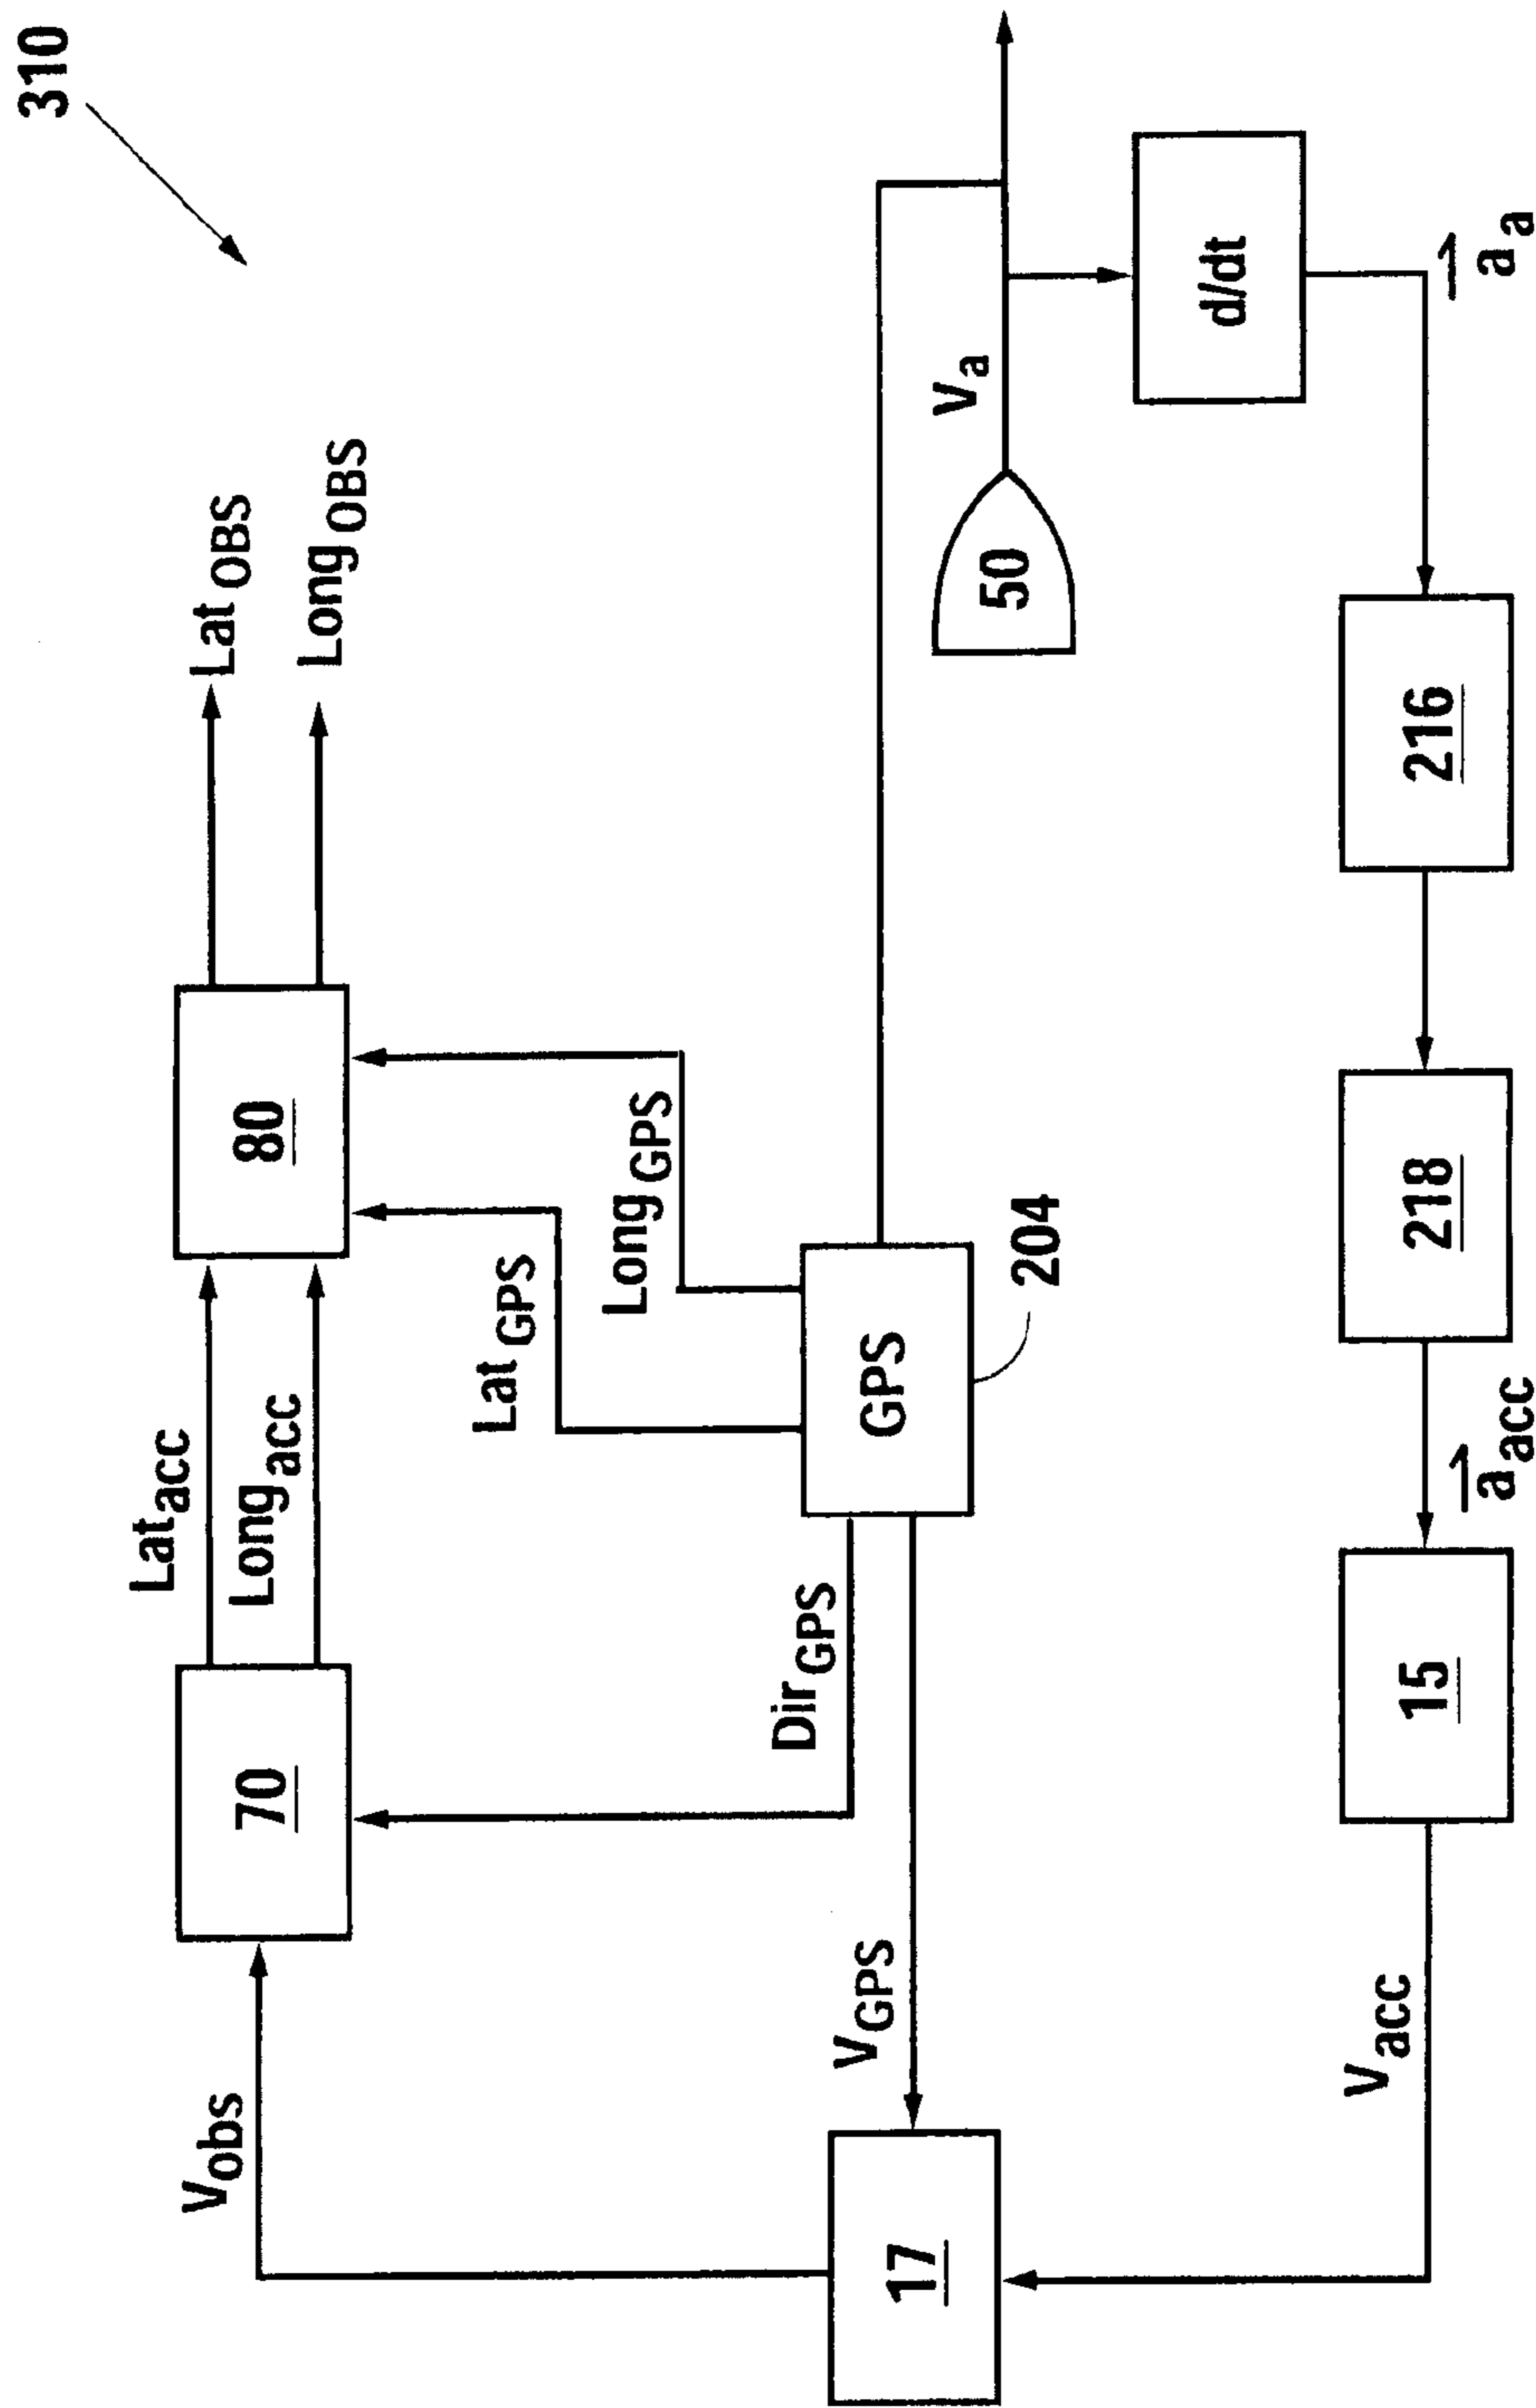 310
Lat OBS
Long OBS
80
Lat acc
Long acc
70
V obs
Lat GPS
Long GPS
GPS
204
Dir GPS
V GPS
17
V a
50
d/dt
a a
216
218
a acc
15
V acc